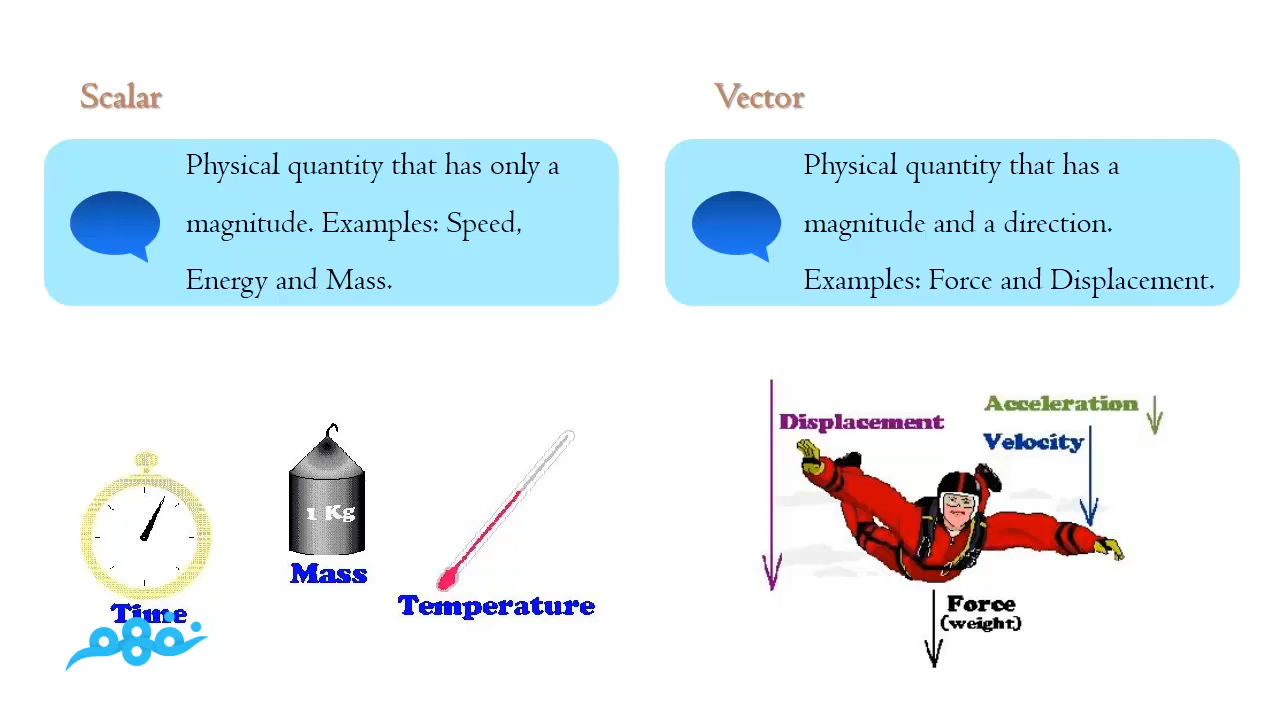 Scalar
Physical quantity that has only a
magnitude. Examples: Speed,
Energy and Mass.
Vector
Physical quantity that has a
magnitude and a direction.
Examples: Force and Displacement.
Time
1 Kg
Mass
Temperature
Displacement
Acceleration
Velocity
Force
(weight)
نفهم